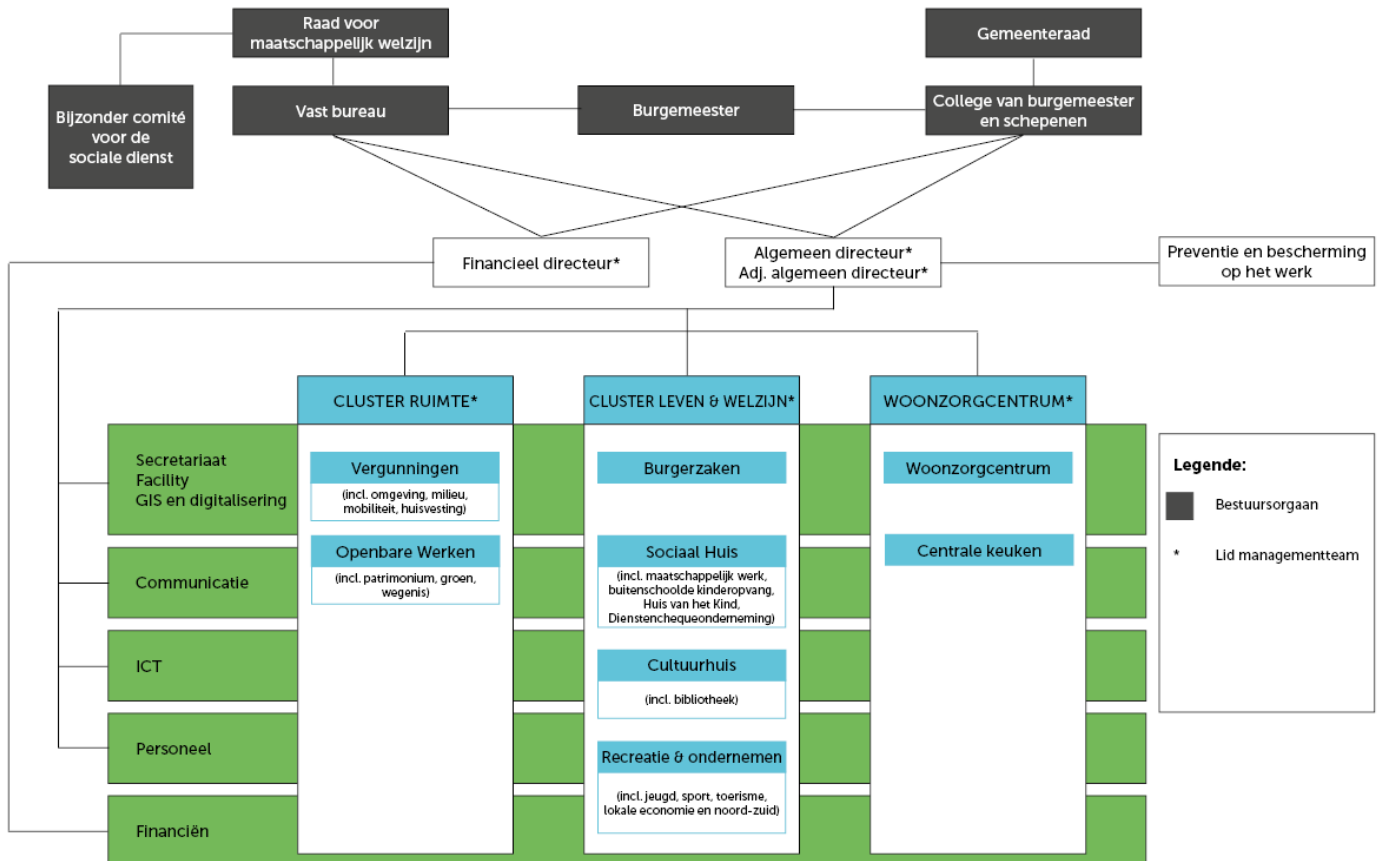 Raad voor
maatschappelijk welzijn
Gemeenteraad
Bijzonder comité
voor de
sociale dienst
Vast bureau
Burgemeester
College van burgemeester
en schepenen
Financieel directeur*
Algemeen directeur*
Adj. algemeen directeur*
Preventie en bescherming
op het werk
CLUSTER RUIMTE*
CLUSTER LEVEN & WELZIJN*
WOONZORGCENTRUM*
Secretariaat
Facility
GIS en digitalisering
Communicatie
ICT
Personeel
Financiën
Vergunningen
(incl. omgeving, milieu,
mobiliteit, huisvesting)
Openbare Werken
(incl. patrimonium, groen,
wegenis)
Burgerzaken
Sociaal Huis
(incl. maatschappelijk werk,
buitenschoolde kinderopvang,
Huis van het Kind,
Dienstenchequeonderneming)
Cultuurhuis
(incl. bibliotheek)
Recreatie & ondernemen
(incl. jeugd, sport, toerisme,
lokale economie en noord-zuid)
Woonzorgcentrum
Centrale keuken
Legende:
Bestuursorgaan
* Lid managementteam